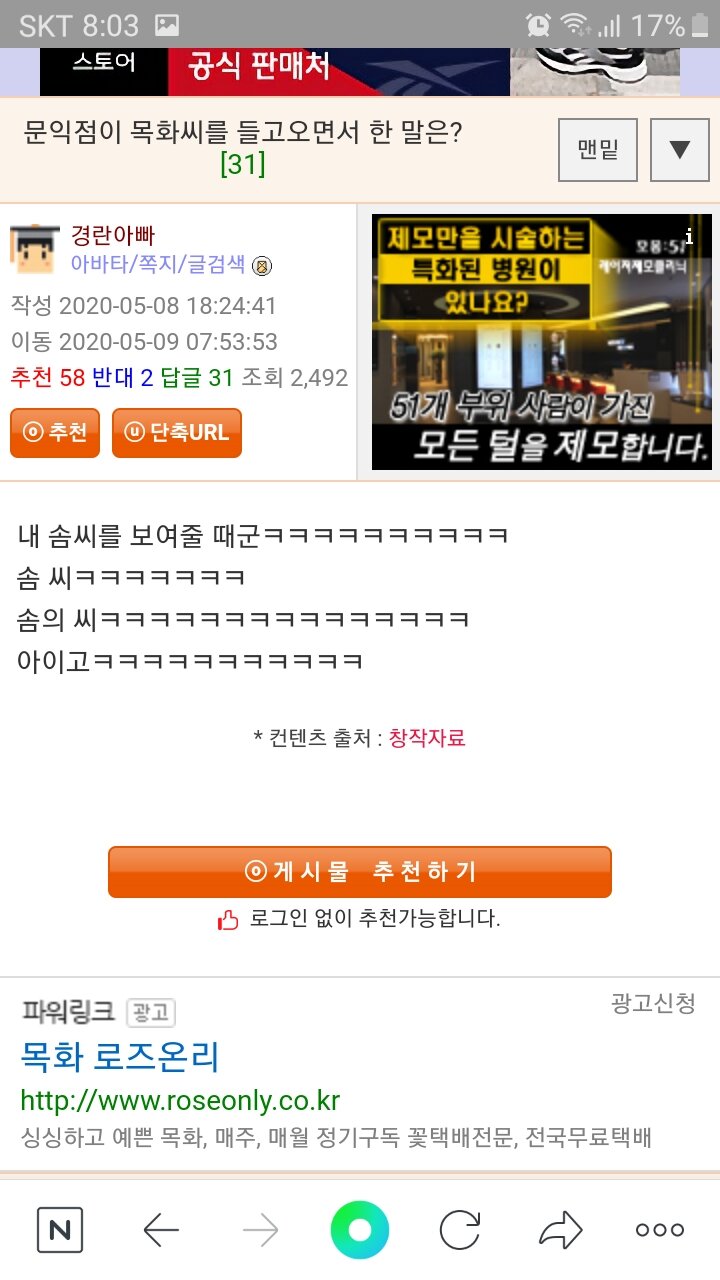 SKT 8:03 17%
스토어 공식 판매처
문익점이 목화씨를 들고오면서 한 말은?
[31]
맨밑 ▼
경란아빠
아바타/쪽지/글검색
작성 2020-05-08 18:24:41
이동 2020-05-09 07:53:53
추천 58 반대 2 답글 31 조회 2,492
추천 단축URL
제모만을 시술하는
특화된 병원이
있나요?
모몽:51
레이저제모클리닉
51개 부위 사람이 가진
모든 털을 제모합니다.
내 솜씨를 보여줄 때군ㅋㅋㅋㅋㅋㅋㅋㅋㅋㅋ
솜 씨ㅋㅋㅋㅋㅋㅋㅋ
솜의 씨ㅋㅋㅋㅋㅋㅋㅋㅋㅋㅋㅋㅋㅋㅋㅋ
아이고ㅋㅋㅋㅋㅋㅋㅋㅋㅋㅋㅋ
* 컨텐츠 출처 : 창작자료
게시물 추천하기
로그인 없이 추천가능합니다.
파워링크 광고
광고신청
목화 로즈온리
http://www.roseonly.co.kr
싱싱하고 예쁜 목화, 매주, 매월 정기구독 꽃택배전문, 전국무료택배
N